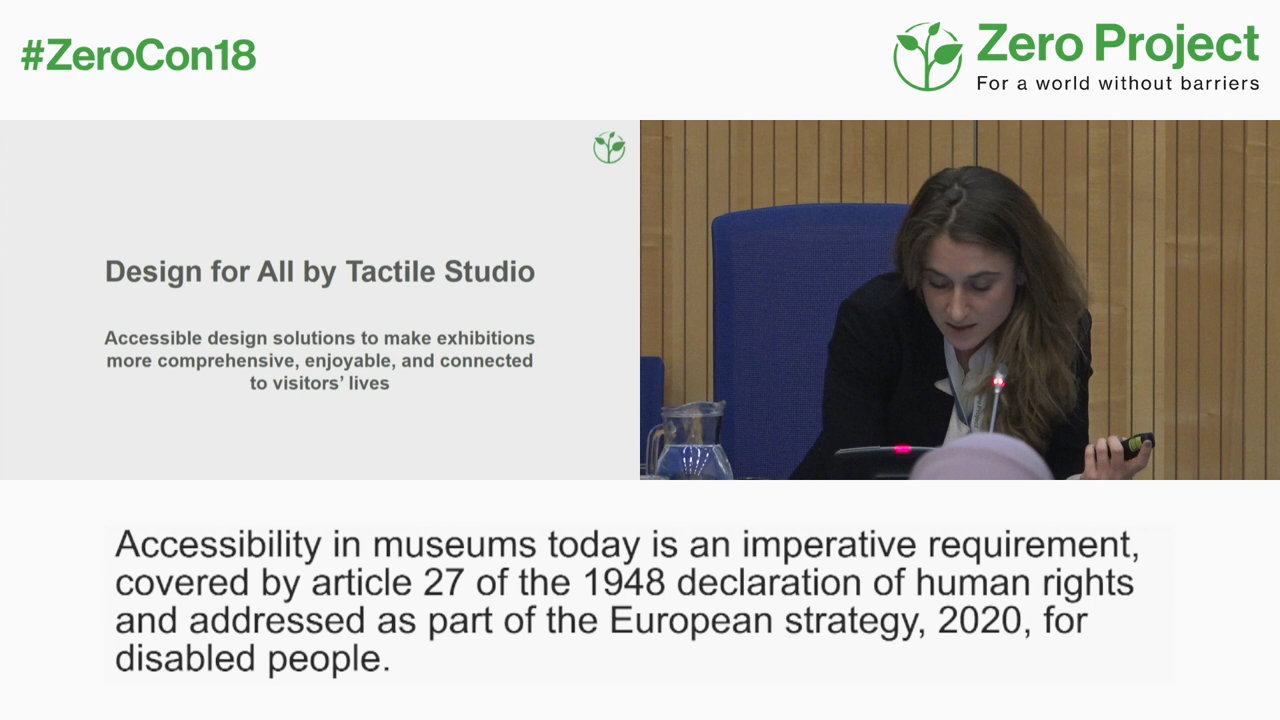 #ZeroCon18
Zero Project
For a world without barriers
Design for All by Tactile Studio
Accessible design solutions to make exhibitions
more comprehensive, enjoyable, and connected
to visitors’ lives
Accessibility in museums today is an imperative requirement,
covered by article 27 of the 1948 declaration of human rights
and addressed as part of the European strategy, 2020, for
disabled people.